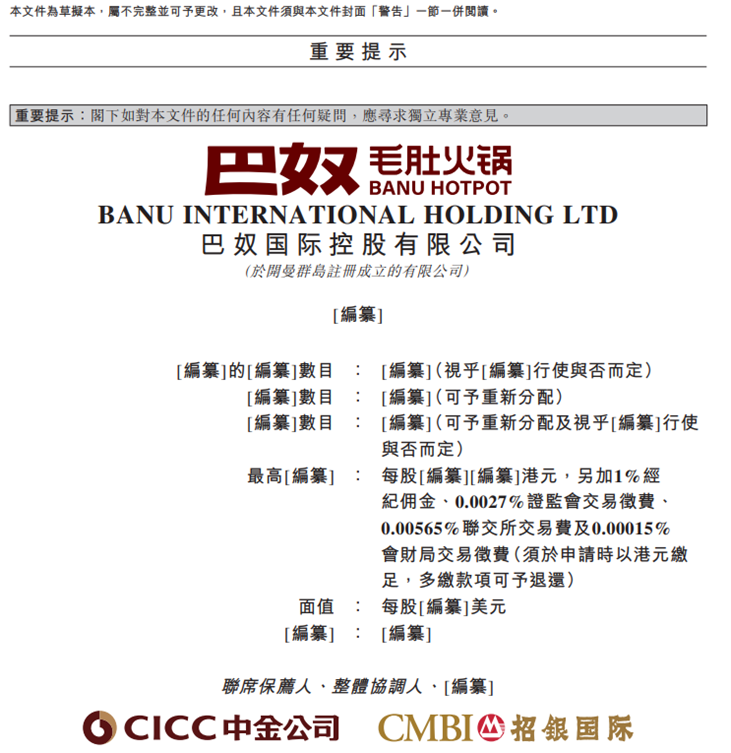 本文件為草擬本，屬不完整並可予更改，且本文件須與本文件封面「警告」一節一併閱讀。
重要提示
重要提示：閣下如對本文件的任何內容有任何疑問，應尋求獨立專業意見。
巴奴 毛肚火锅
BANU HOTPOT
BANU INTERNATIONAL HOLDING LTD
巴奴国际控股有限公司
（於開曼群島註冊成立的有限公司）
[編纂]
[編纂]的[編纂]數目 ： [編纂]（視乎[編纂]行使與否而定）
[編纂]數目 ： [編纂]（可予重新分配）
[編纂]數目 ： [編纂]（可予重新分配及視乎[編纂]行使
與否而定）
最高[編纂] ： 每股[編纂][編纂]港元，另加1%經
紀佣金、0.0027%證監會交易徵費、
0.00565%聯交所交易費及0.00015%
會財局交易徵費（須於申請時以港元繳
足，多繳款項可予退還）
面值 ： 每股[編纂]美元
[編纂] ： [編纂]
聯席保薦人、整體協調人、[編纂]
CICC中金公司 CMBI招銀国际